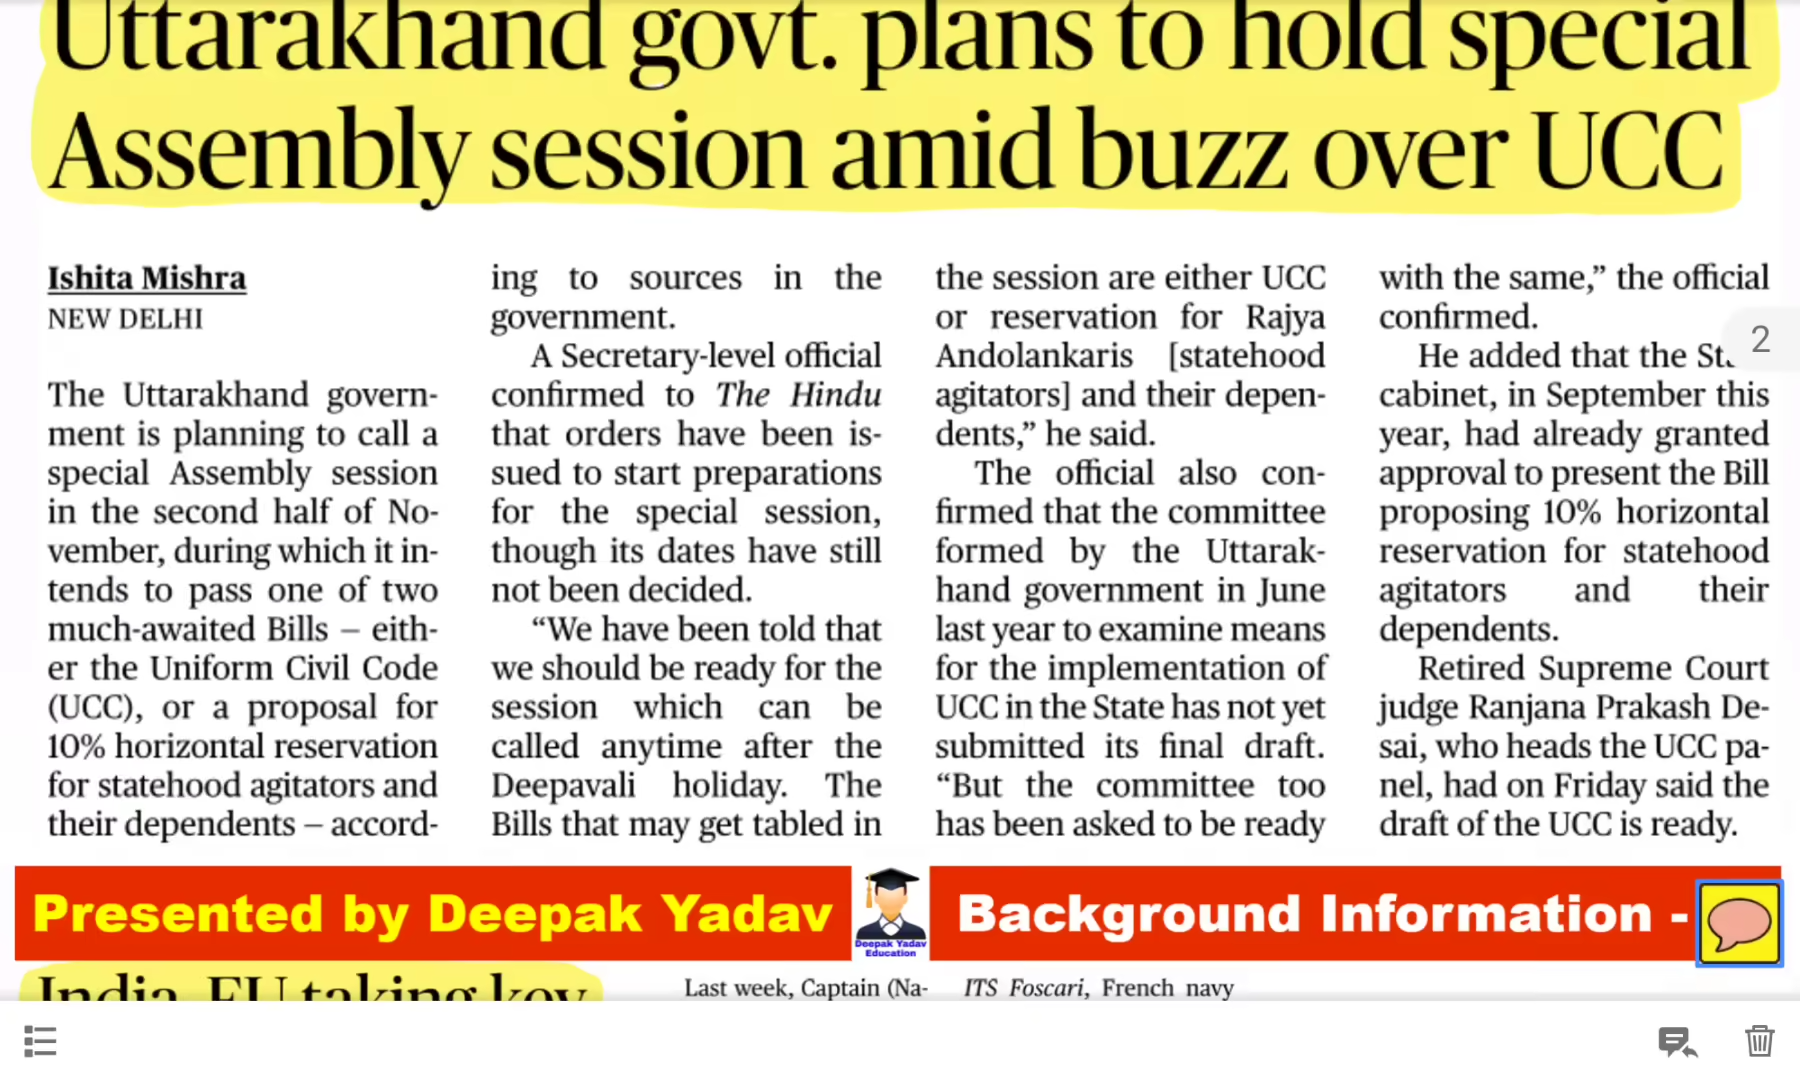 Uttarakhand govt. plans to hold special
Assembly session amid buzz over UCC
Ishita Mishra
NEW DELHI
The Uttarakhand govern-
ment is planning to call a
special Assembly session
in the second half of No-
vember, during which it in-
tends to pass one of two
much-awaited Bills – eith-
er the Uniform Civil Code
(UCC), or a proposal for
10% horizontal reservation
for statehood agitators and
their dependents – accord-
ing to sources in the
government.
A Secretary-level official
confirmed to The Hindu
that orders have been is-
sued to start preparations
for the special session,
though its dates have still
not been decided.
“We have been told that
we should be ready for the
session which can be
called anytime after the
Deepavali holiday. The
Bills that may get tabled in
the session are either UCC
or reservation for Rajya
Andolankaris [statehood
agitators] and their depen-
dents,” he said.
The official also con-
firmed that the committee
formed by the Uttarak-
hand government in June
last year to examine means
for the implementation of
UCC in the State has not yet
submitted its final draft.
“But the committee too
has been asked to be ready
with the same,” the official
confirmed.
He added that the
cabinet, in September this
year, had already granted
approval to present the Bill
proposing 10% horizontal
reservation for statehood
agitators and their
dependents.
Retired Supreme Court
judge Ranjana Prakash De-
sai, who heads the UCC pa-
nel, had on Friday said the
draft of the UCC is ready.
2
Presented by Deepak Yadav
Deepak Yadav
Education
Background Information -
India, EU taking key
Last week, Captain (Na-
ITS Foscari, French navy